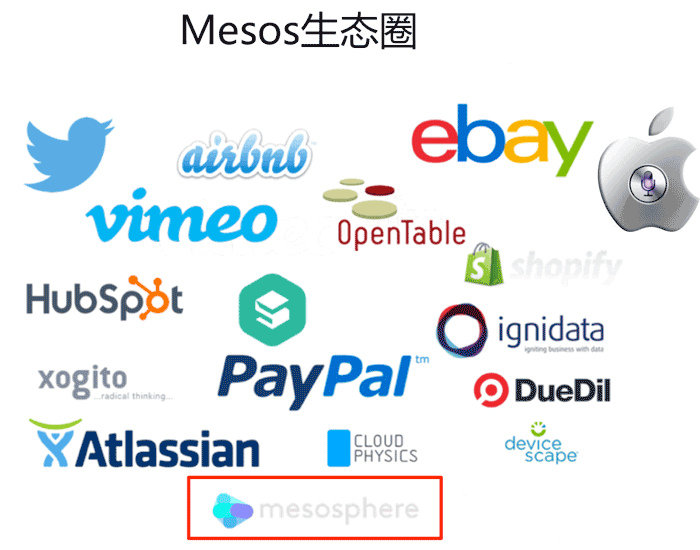 Mesos生态圈
airbnb
ebay
vimeo
OpenTable
S shopify
HubSpot
S
ignidata
igniting business with data
xogito
...radical thinking...
PayPal™
DueDil
Atlassian
CLOUD
PHYSICS
device
scape
mesosphere